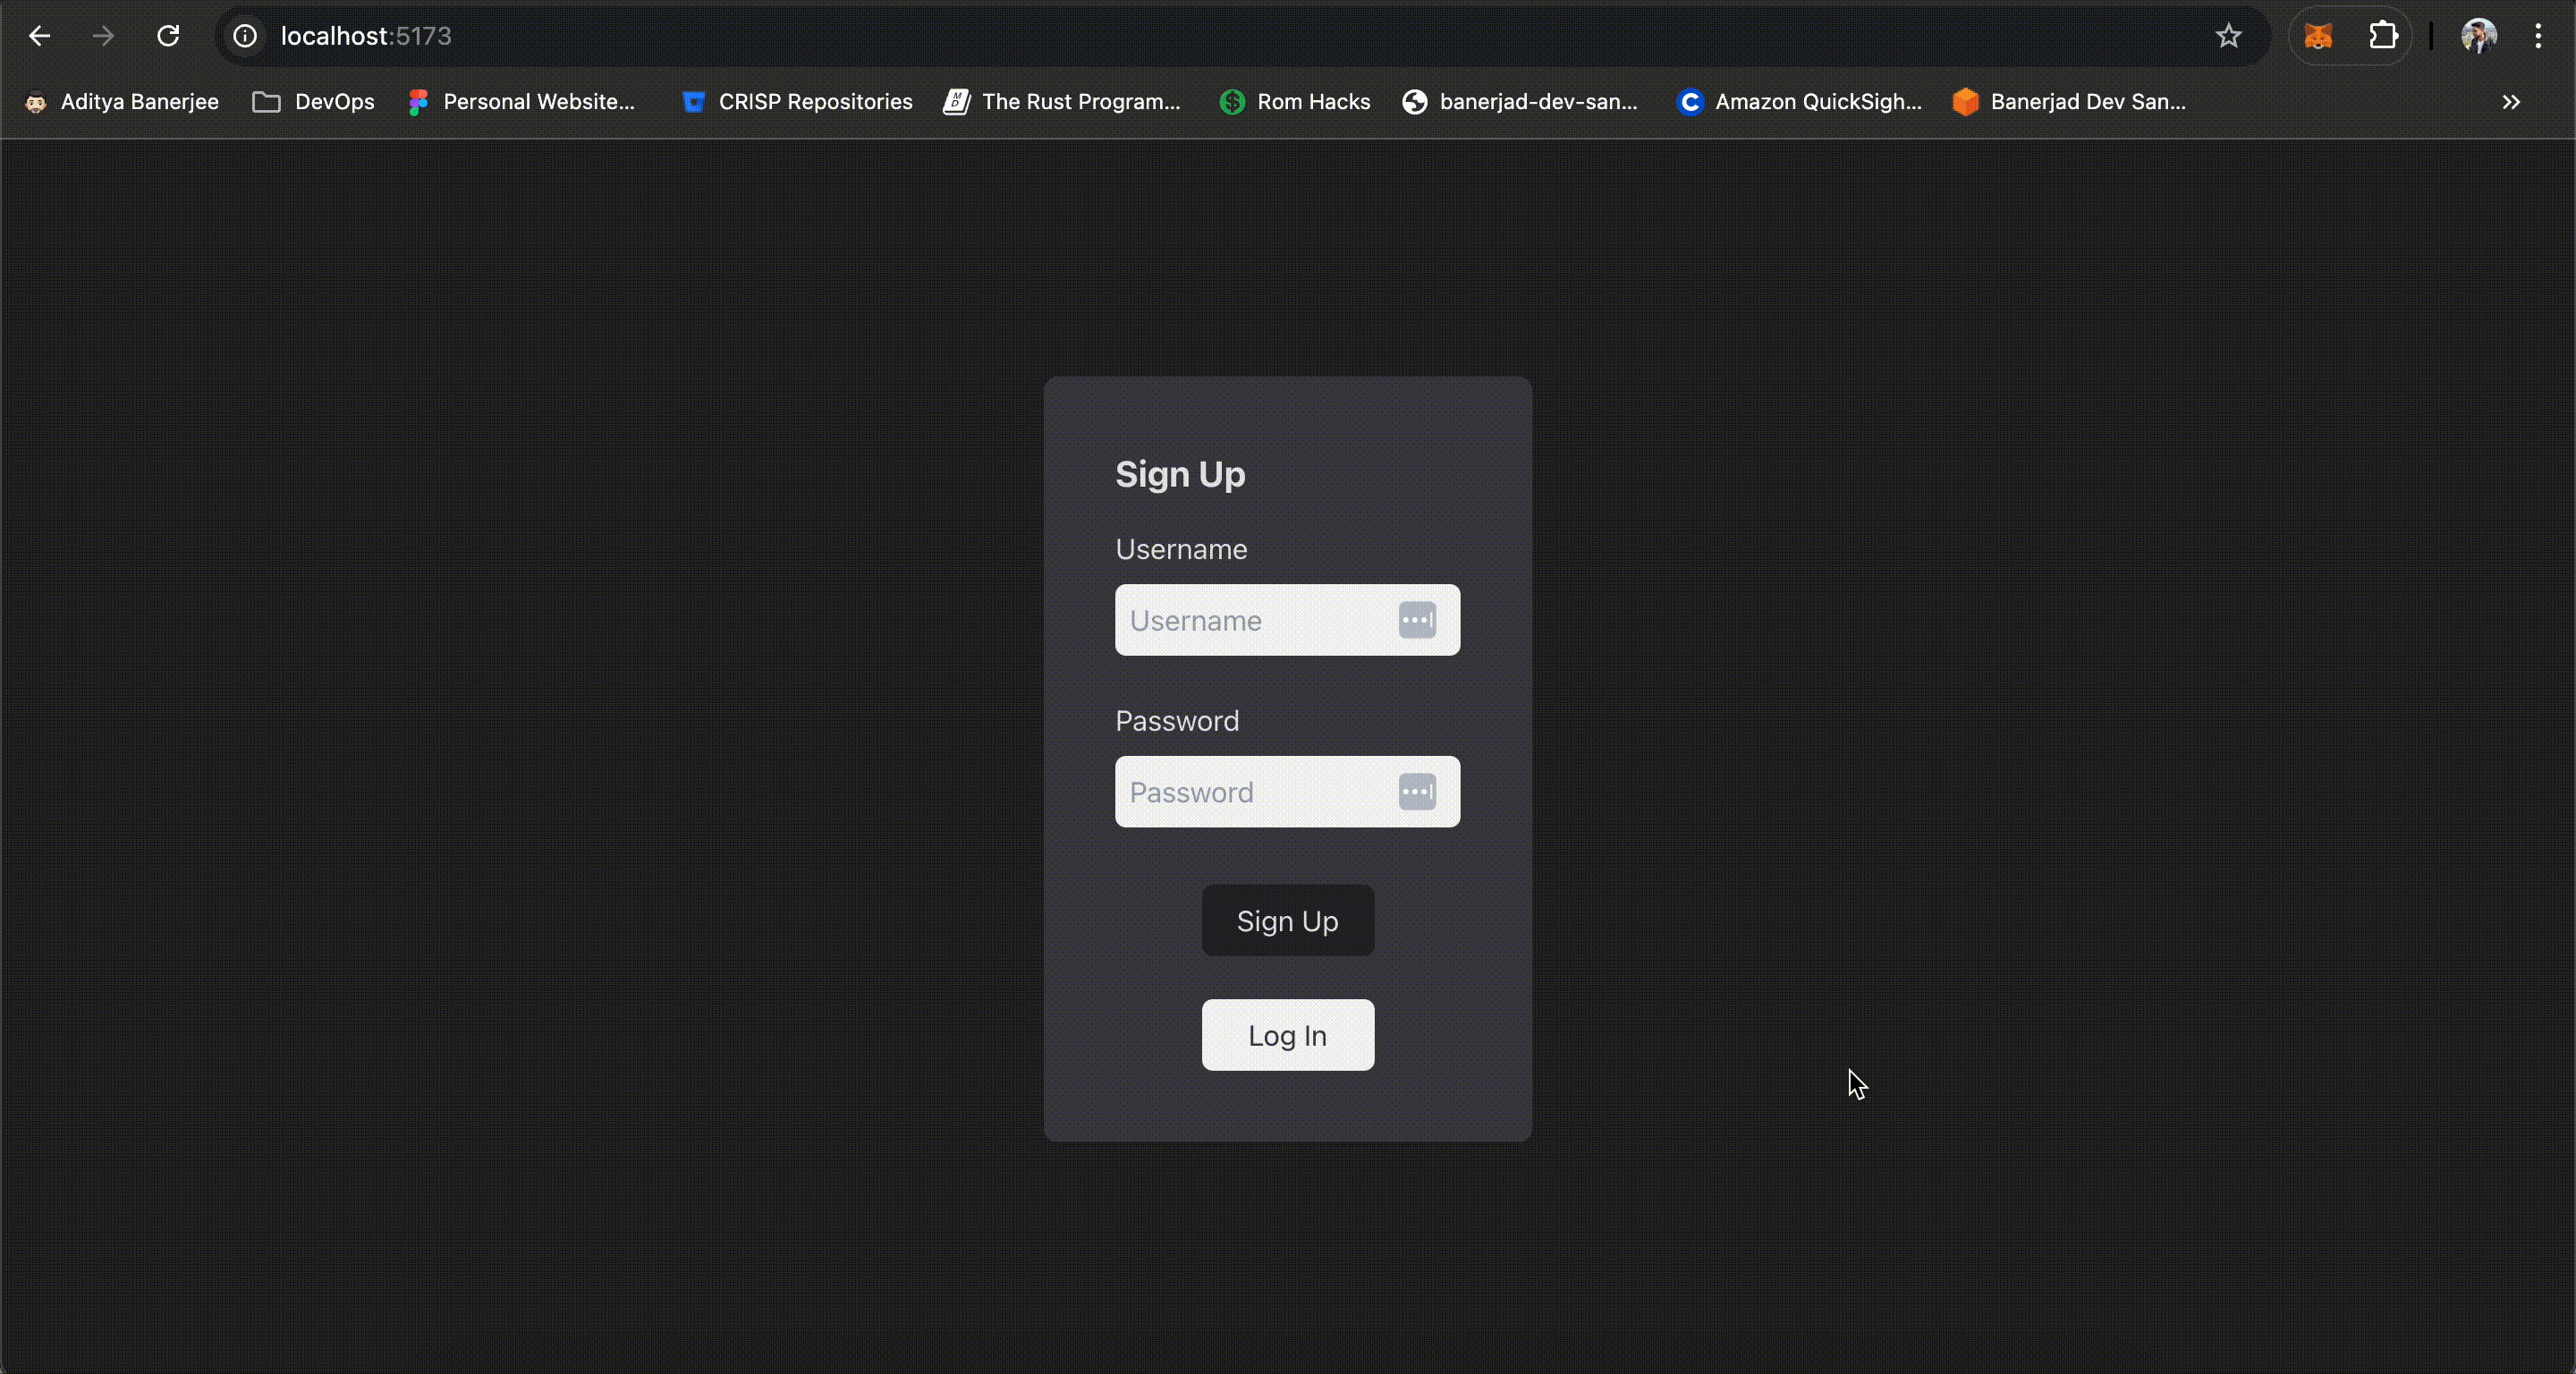 localhost:5173
Aditya Banerjee DevOps Personal Website... CRISP Repositories The Rust Program... Rom Hacks banerjad-dev-san... Amazon QuickSigh... Banerjad Dev San...
Sign Up
Username
Username
Password
Password
Sign Up
Log In